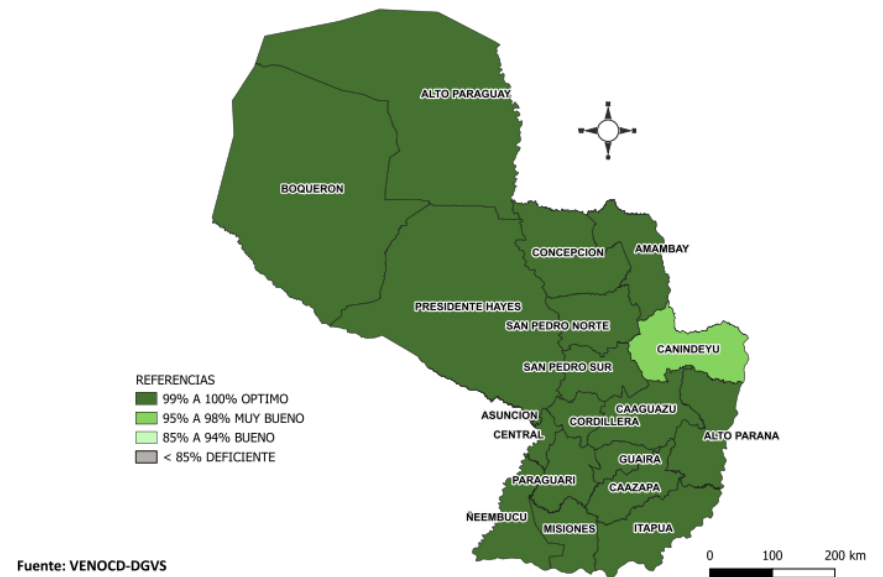 ALTO PARAGUAY
N
W
E
S
BOQUERON
CONCEPCION
AMAMBAY
PRESIDENTE HAYES
SAN PEDRO NORTE
CANINDEYU
SAN PEDRO SUR
REFERENCIAS
99% A 100% OPTIMO
95% A 98% MUY BUENO
85% A 94% BUENO
< 85% DEFICIENTE
ASUNCION
CAAGUAZU
CORDILLERA
CENTRAL
ALTO PARANA
GUAIRA
PARAGUARI
CAAZAPA
ÑEEMBUCU
MISIONES
ITAPUA
0 100 200 km
Fuente: VENOCD-DGVS